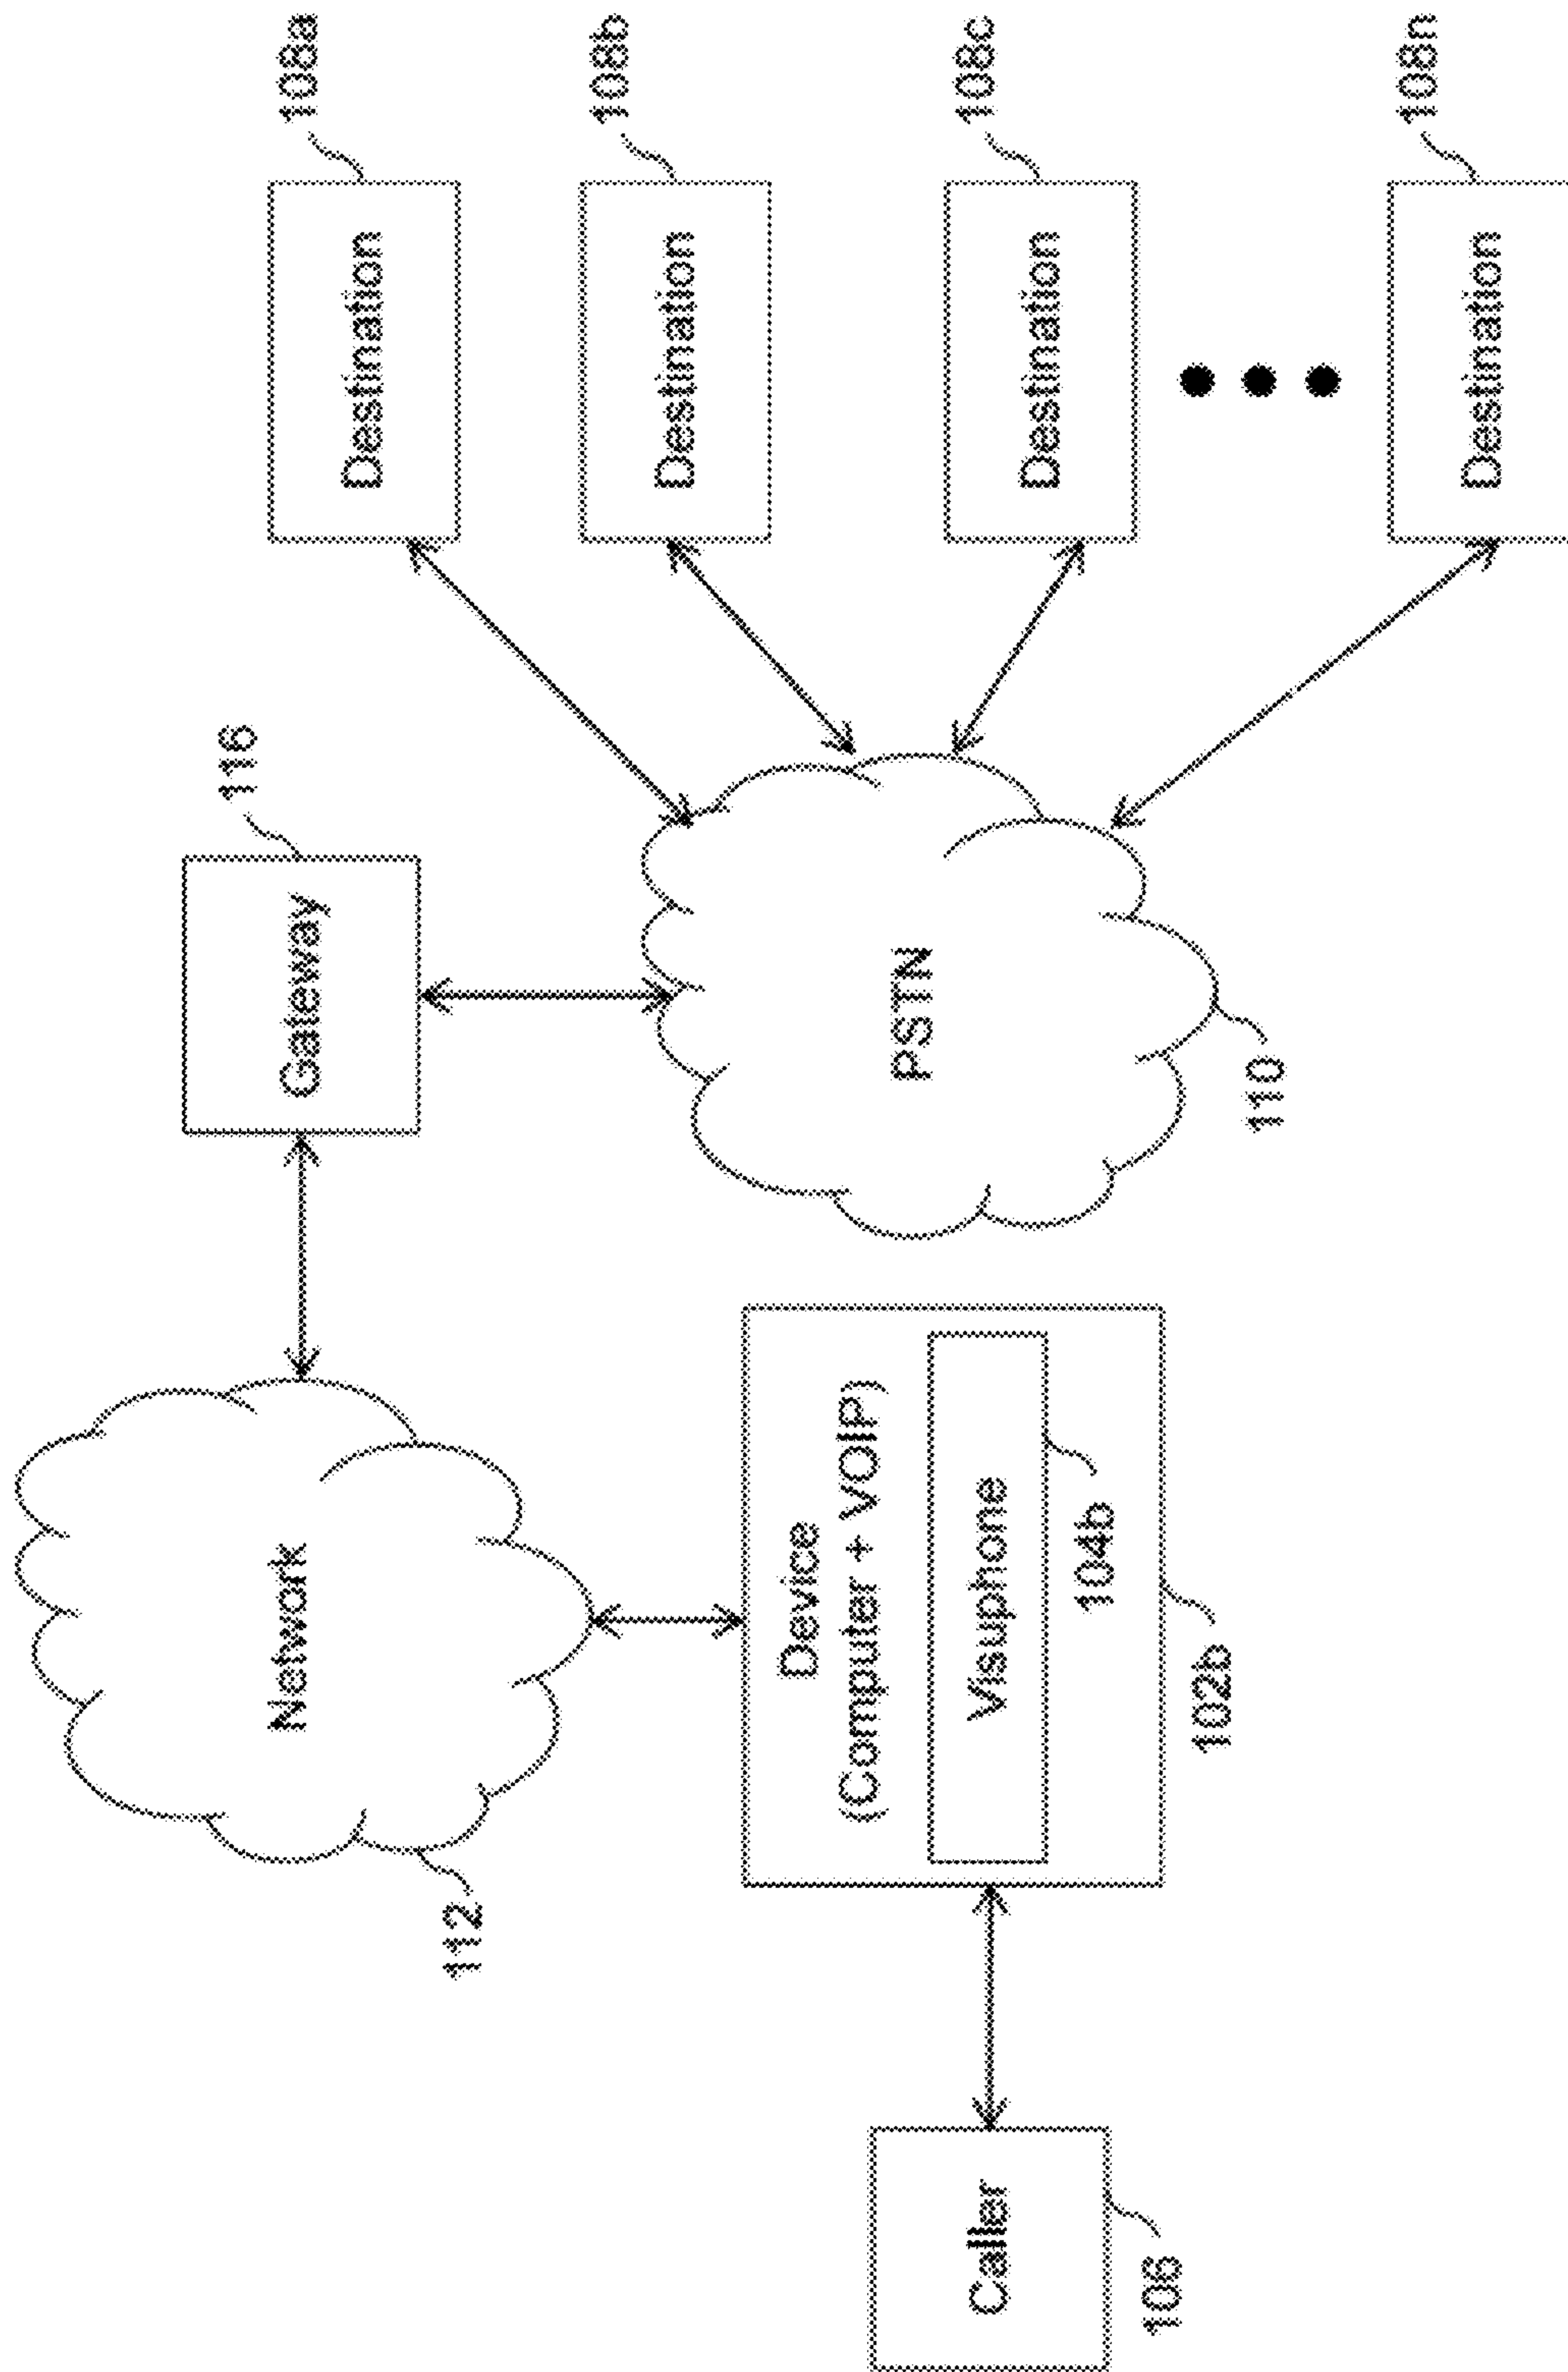 Network
112
Gateway
116
Destination
108a
Destination
108b
Destination
108c
Destination
108n
PSTN
110
Device
(Computer + VOIP)
Visuphone
104b
102b
Caller
106